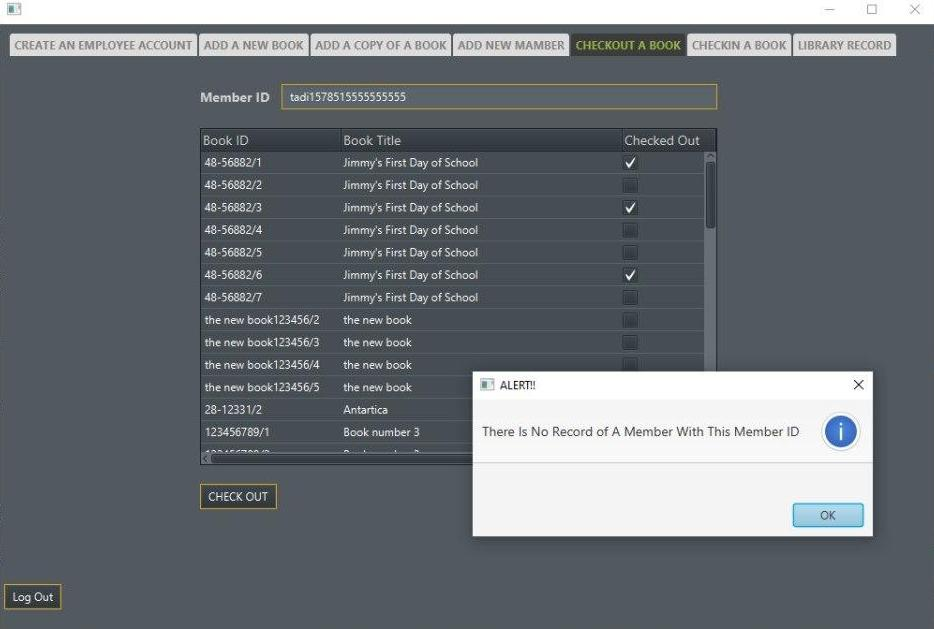 CREATE AN EMPLOYEE ACCOUNT ADD A NEW BOOK ADD A COPY OF A BOOK ADD NEW MAMBER CHECKOUT A BOOK CHECKIN A BOOK LIBRARY RECORD
Member ID tadi1578515555555555
Book ID Book Title Checked Out
48-56882/1 Jimmy's First Day of School
48-56882/2 Jimmy's First Day of School
48-56882/3 Jimmy's First Day of School
48-56882/4 Jimmy's First Day of School
48-56882/5 Jimmy's First Day of School
48-56882/6 Jimmy's First Day of School
48-56882/7 Jimmy's First Day of School
the new book123456/2 the new book
the new book123456/3 the new book
the new book123456/4 the new book
the new book123456/5 the new book
28-12331/2 Antartica
123456789/1 Book number 3
ALERT!!
There Is No Record of A Member With This Member ID
OK
CHECK OUT
Log Out